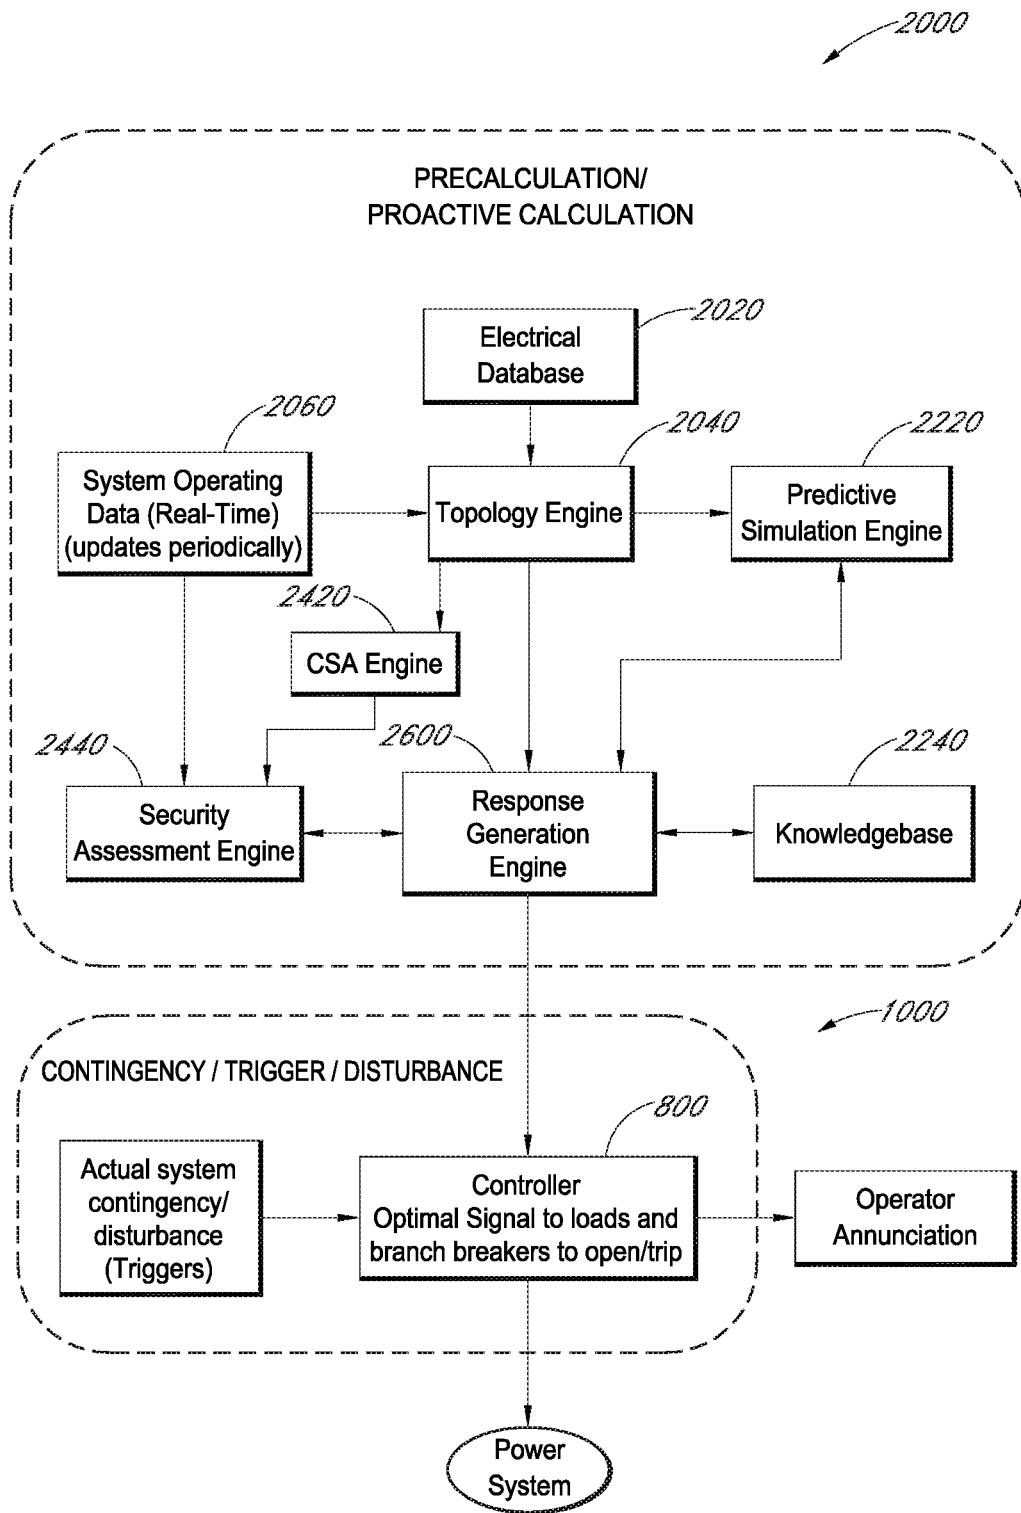 2000
PRECALCULATION/
PROACTIVE CALCULATION
2020
Electrical
Database
2060
System Operating
Data (Real-Time)
(updates periodically)
2040
Topology Engine
2220
Predictive
Simulation Engine
2420
CSA Engine
2440
Security
Assessment Engine
2600
Response
Generation
Engine
2240
Knowledgebase
1000
CONTINGENCY / TRIGGER / DISTURBANCE
800
Actual system
contingency/
disturbance
(Triggers)
Controller
Optimal Signal to loads and
branch breakers to open/trip
Operator
Annunciation
Power
System